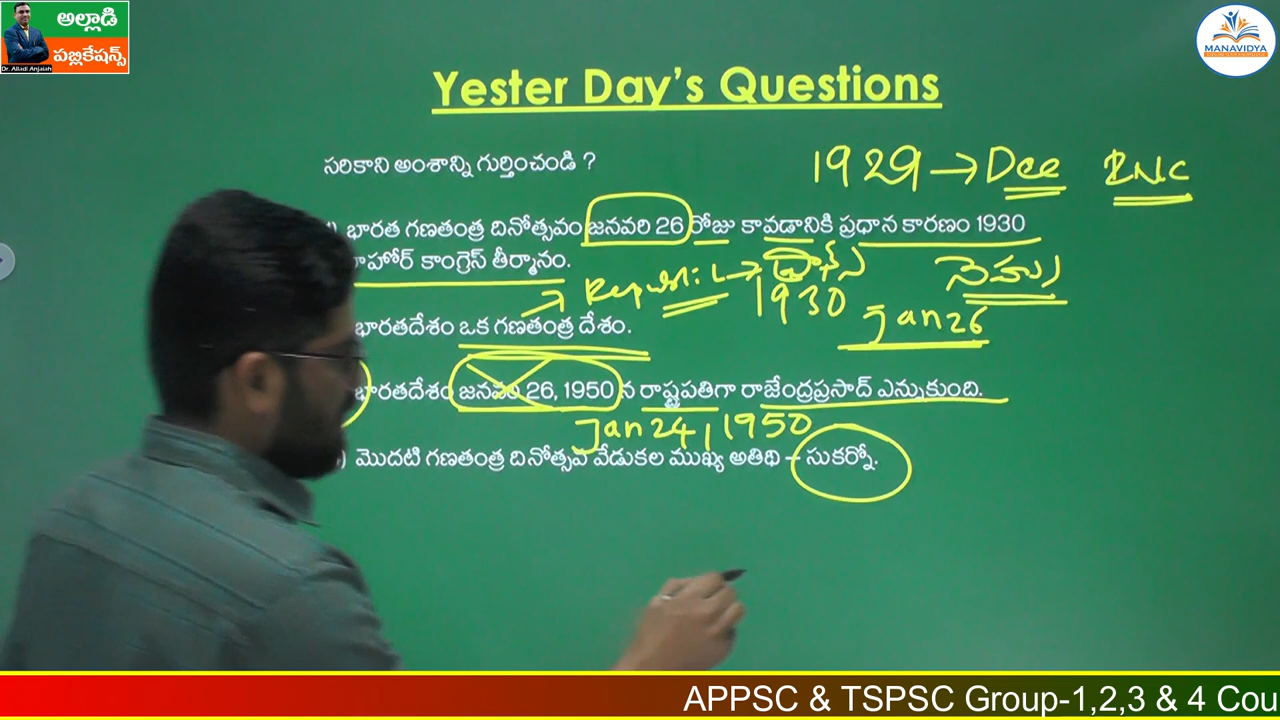 అల్లాడి
పబ్లికేషన్స్
Dr. Alladi Anjaiah
MANAVIDYA
Yester Day's Questions
సరికాని అంశాన్ని గుర్తించండి ?
1929 → Dec INC
భారత గణతంత్ర దినోత్సవం జనవరి 26 రోజు కావడానికి ప్రధాన కారణం 1930
లాహోర్ కాంగ్రెస్ తీర్మానం.
నెహ్రు
1930
Jan 26
భారతదేశం ఒక గణతంత్ర దేశం.
భారతదేశం జనవరి 26, 1950 న రాష్ట్రపతిగా రాజేంద్రప్రసాద్ ఎన్నుకుంది.
Jan 24, 1950
) మొదటి గణతంత్ర దినోత్సవ వేడుకల ముఖ్య అతిథి – సుకర్నో.
APPSC & TSPSC Group-1,2,3 & 4 Cou